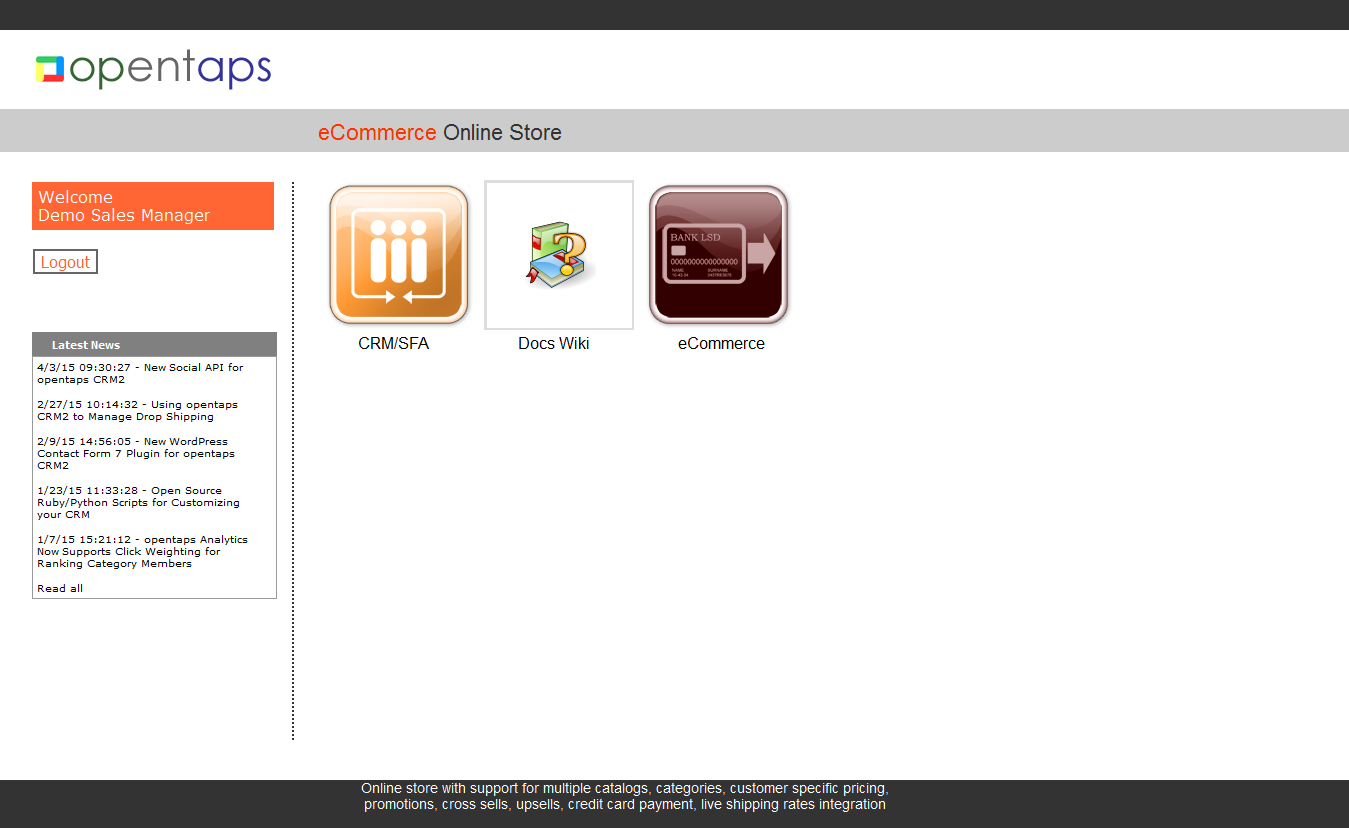 opentaps
eCommerce Online Store
Welcome
Demo Sales Manager
Logout
Latest News
4/3/15 09:30:27 - New Social API for
opentaps CRM2
2/27/15 10:14:32 - Using opentaps
CRM2 to Manage Drop Shipping
2/9/15 14:56:05 - New WordPress
Contact Form 7 Plugin for opentaps
CRM2
1/23/15 11:33:28 - Open Source
Ruby/Python Scripts for Customizing
your CRM
1/7/15 15:21:12 - opentaps Analytics
Now Supports Click Weighting for
Ranking Category Members
Read all
CRM/SFA
Docs Wiki
BANK LSD
NAME SURNAME
eCommerce
Online store with support for multiple catalogs, categories, customer specific pricing,
promotions, cross sells, upsells, credit card payment, live shipping rates integration